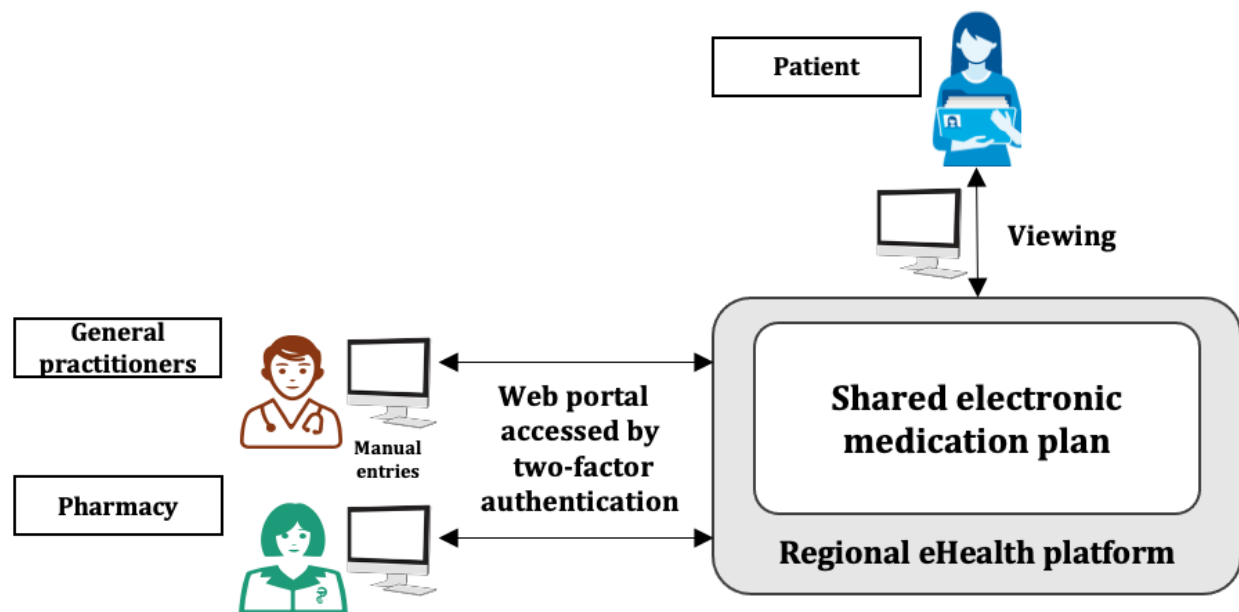 Patient
Viewing
General
practitioners
Manual
entries
Pharmacy
Web portal
accessed by
two-factor
authentication
Shared electronic
medication plan
Regional eHealth platform